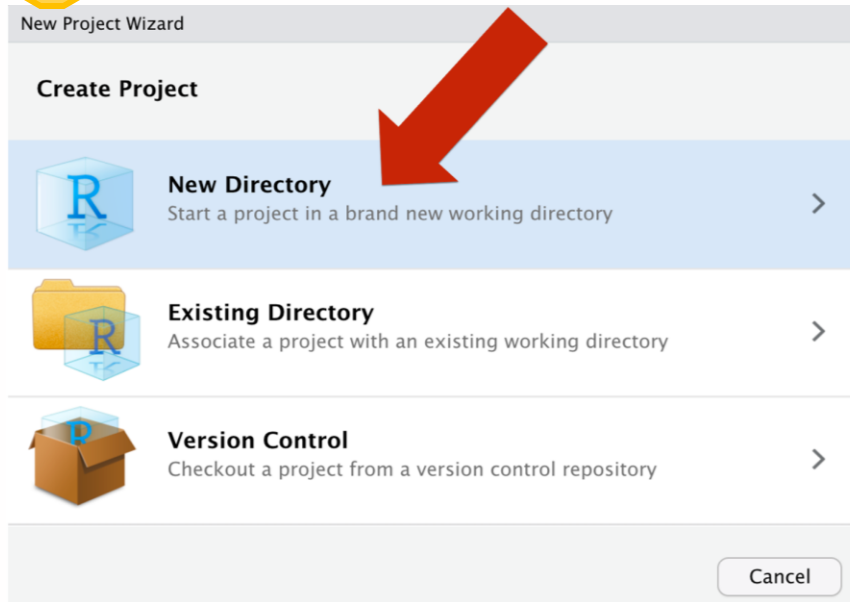 New Project Wizard
Create Project
R
New Directory
Start a project in a brand new working directory
R
Existing Directory
Associate a project with an existing working directory
R
Version Control
Checkout a project from a version control repository
Cancel